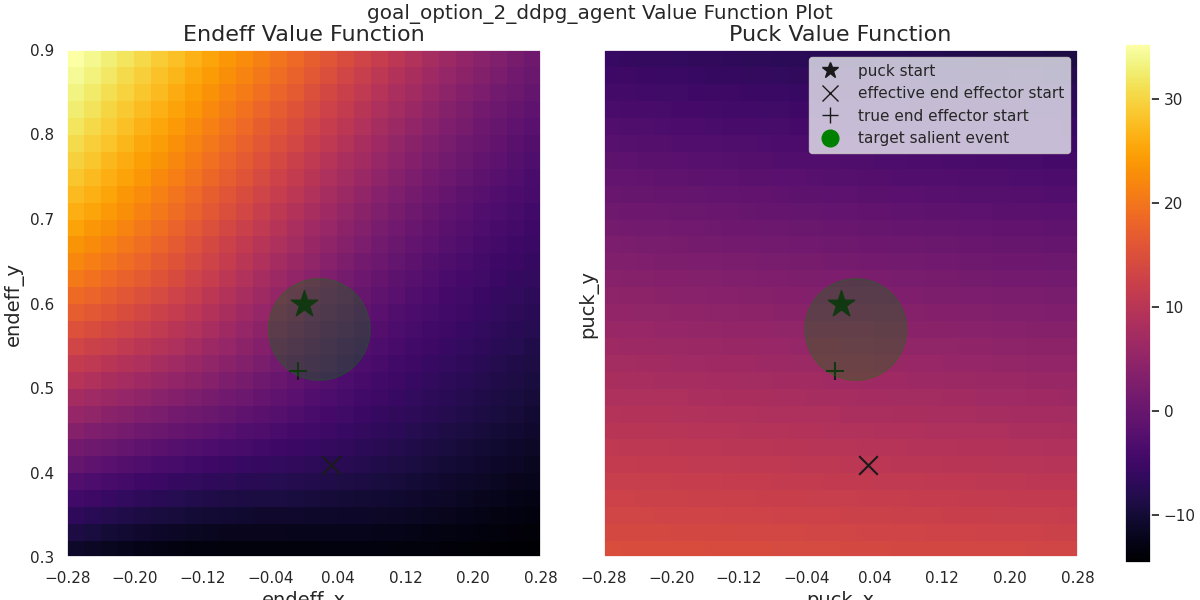 goal_option_2_ddpg_agent Value Function Plot
Endeff Value Function
0.9
0.8
0.7
0.6
0.5
0.4
0.3
endeff_y
−0.28 −0.20 −0.12 −0.04 0.04 0.12 0.20 0.28
endeff_x
Puck Value Function
puck start
effective end effector start
true end effector start
target salient event
puck_y
−0.28 −0.20 −0.12 −0.04 0.04 0.12 0.20 0.28
puck_x
30
20
10
0
−10